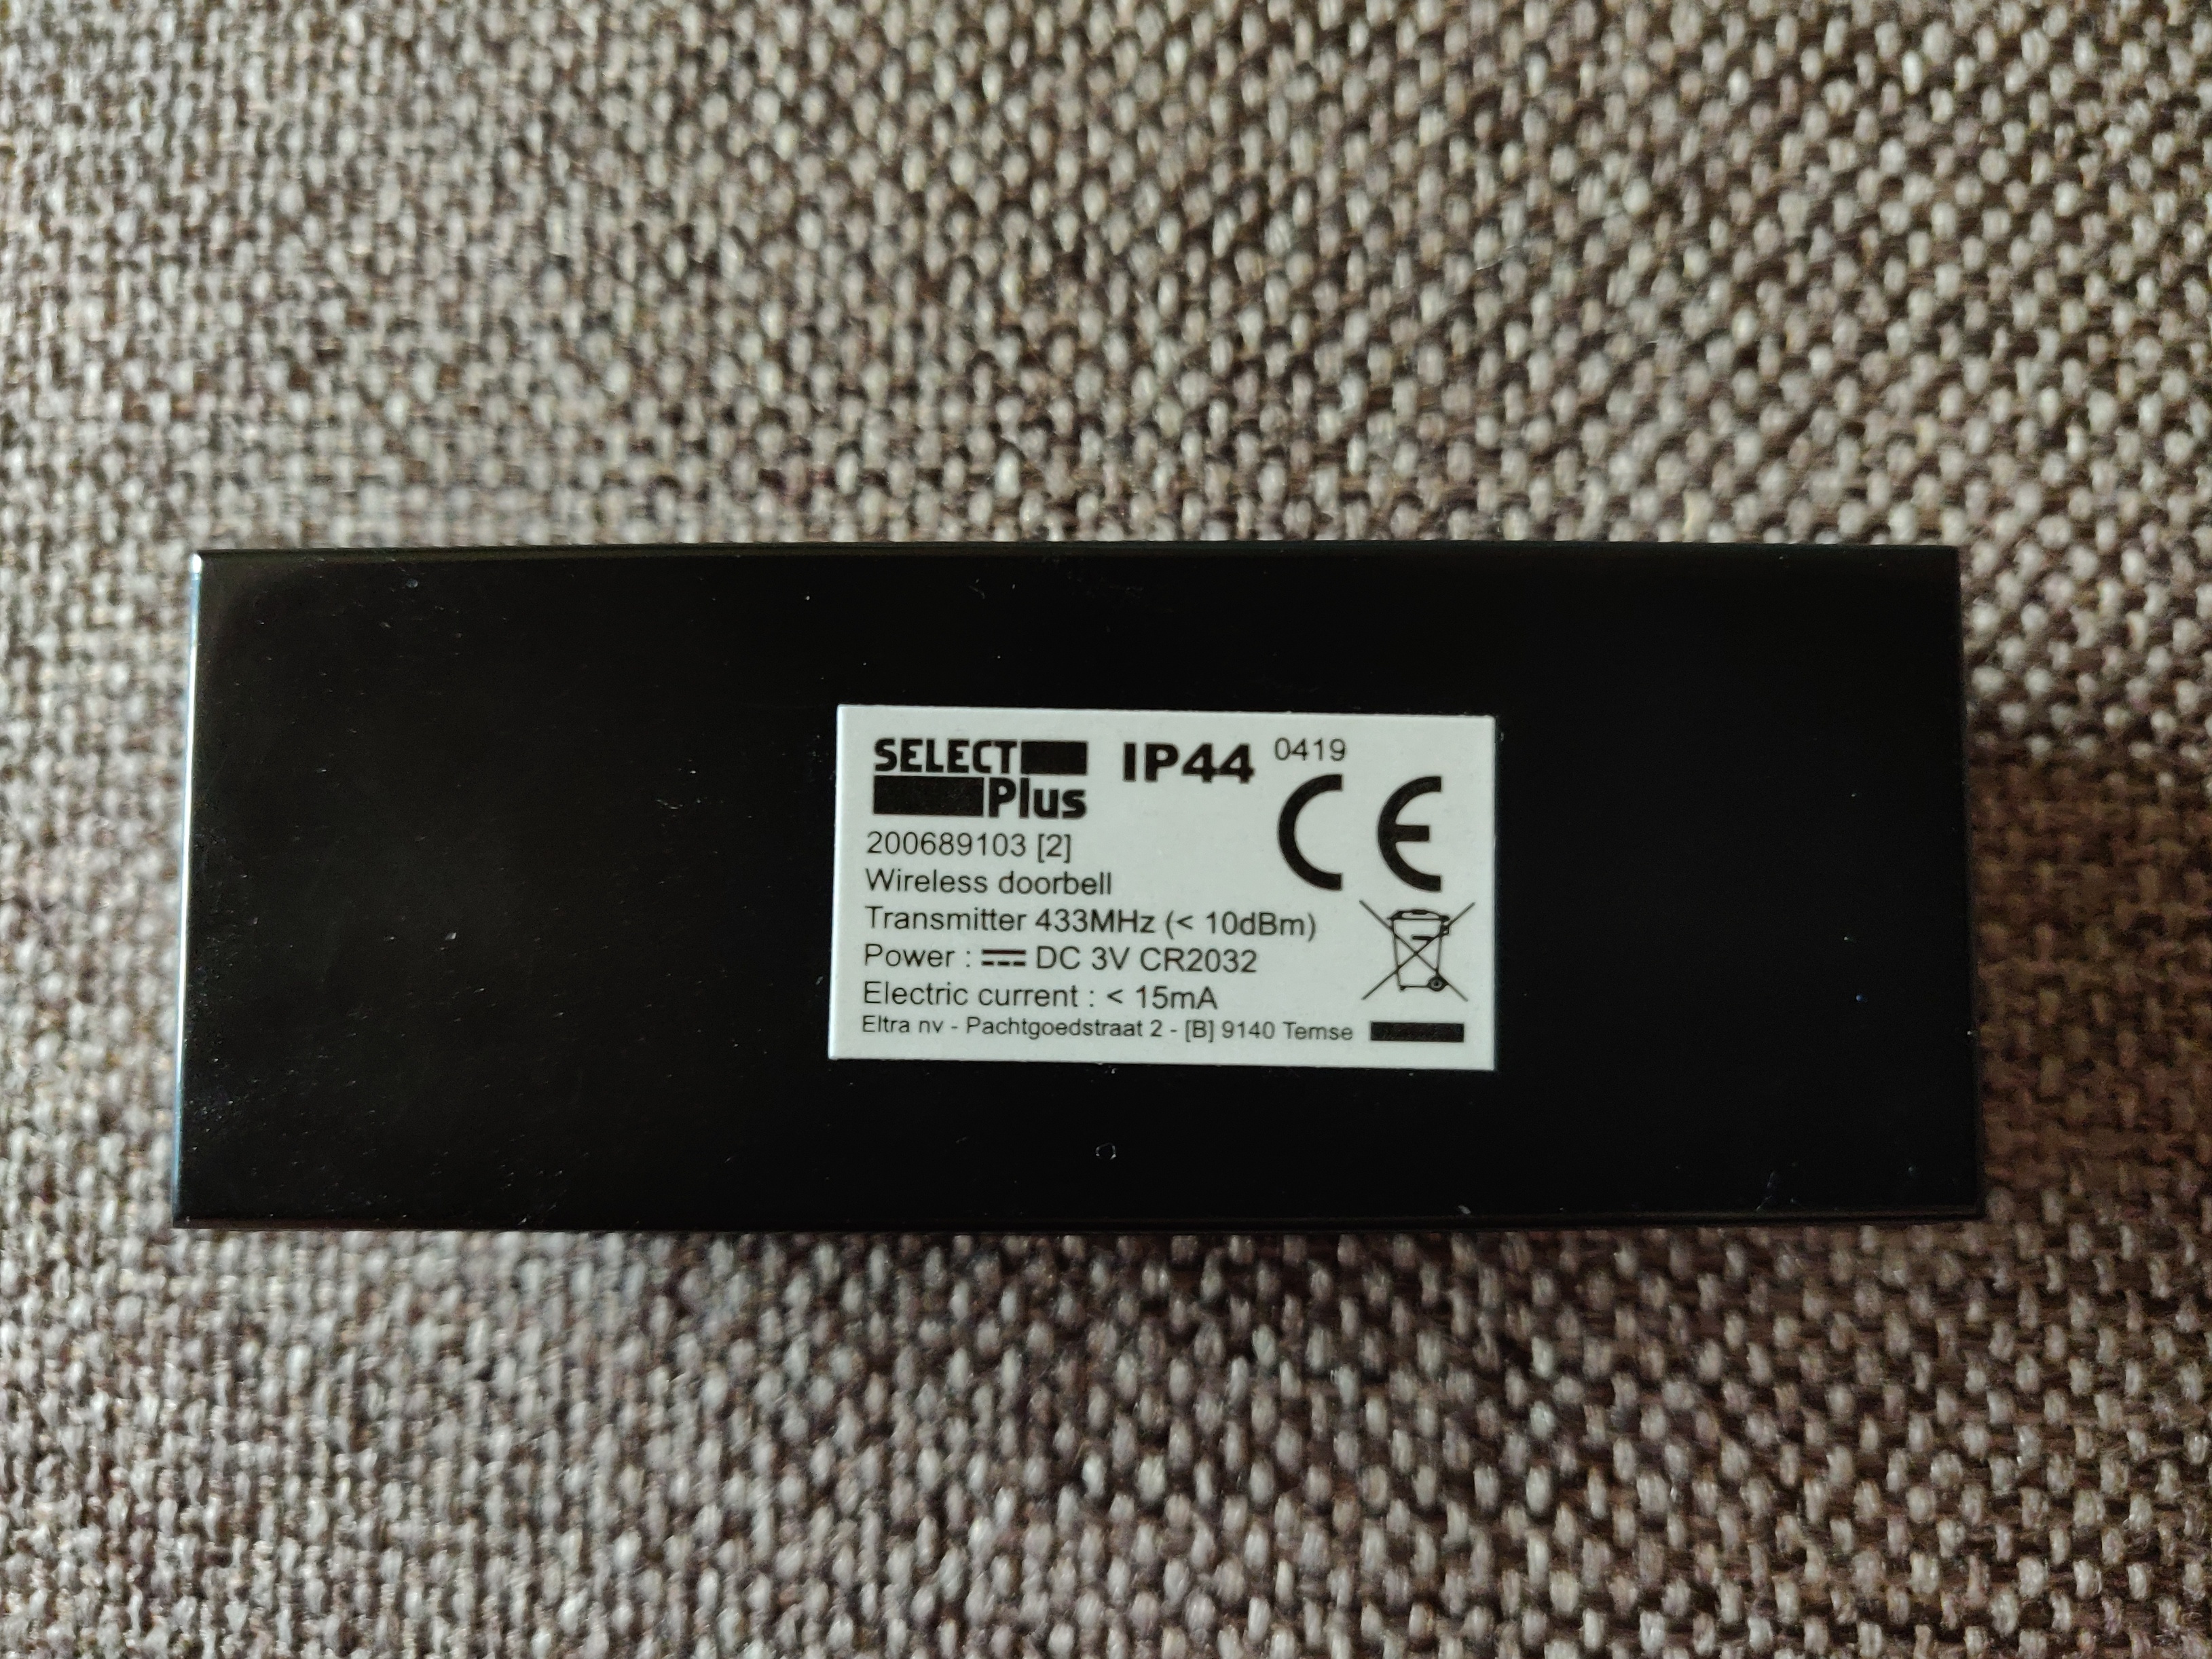 SELECT
Plus
IP44 0419
CE
200689103 [2]
Wireless doorbell
Transmitter 433MHz (< 10dBm)
Power : DC 3V CR2032
Electric current : < 15mA
Eltra nv - Pachtgoedstraat 2 - [B] 9140 Temse